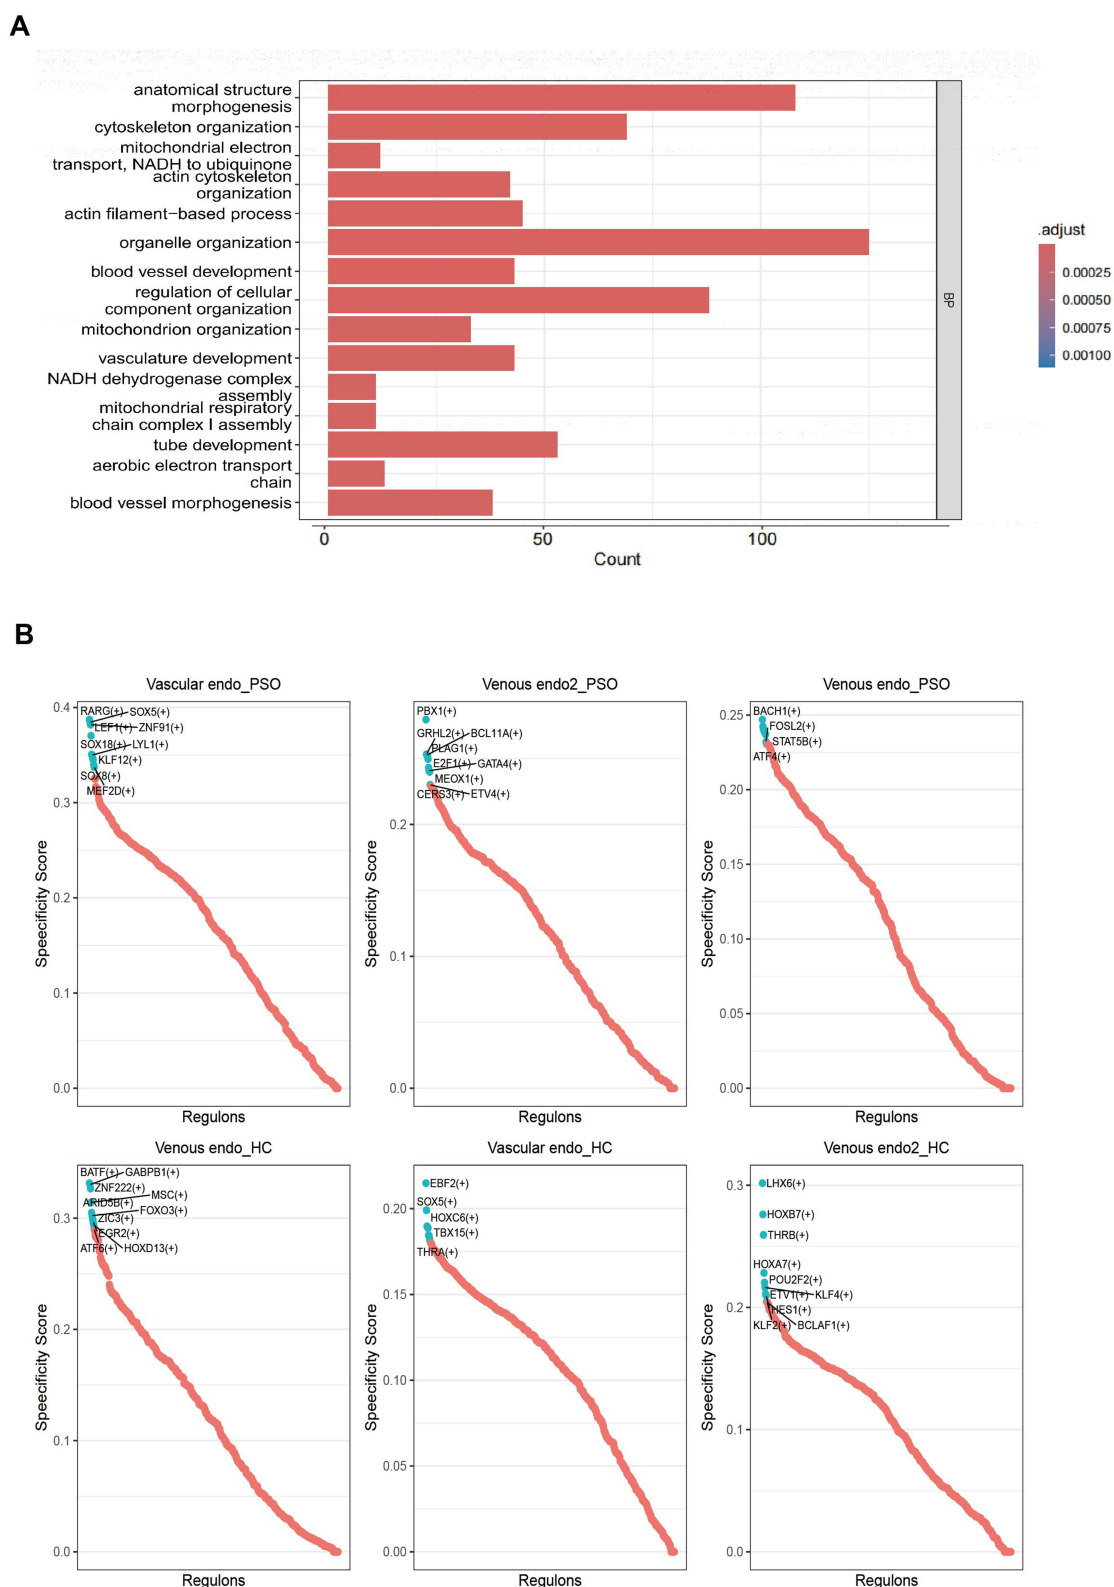 A
anatomical structure
morphogenesis
cytoskeleton organization
mitochondrial electron
transport, NADH to ubiquinone
actin cytoskeleton
organization
actin filament−based process
organelle organization
blood vessel development
regulation of cellular
component organization
mitochondrion organization
vasculature development
NADH dehydrogenase complex
assembly
mitochondrial respiratory
chain complex I assembly
tube development
aerobic electron transport
chain
blood vessel morphogenesis
0 50 100
Count
BP
.adjust
0.00025
0.00050
0.00075
0.00100
B
Vascular endo_PSO
Speecificity Score
0.4
0.3
0.2
0.1
0.0
RARG(+) SOX5(+)
LEF1(+) ZNF91(+)
SOX18(+) LYL1(+)
KLF12(+)
SOX8(+)
MEF2D(+)
Regulons
Venous endo2_PSO
Speecificity Score
0.2
0.1
0.0
PBX1(+)
GRHL2(+) BCL11A(+)
PLAG1(+)
E2F1(+) GATA4(+)
MEOX1(+)
CERS3(+) ETV4(+)
Regulons
Venous endo_PSO
Speecificity Score
0.25
0.20
0.15
0.10
0.05
0.00
BACH1(+)
FOSL2(+)
STAT5B(+)
ATF4(+)
Regulons
Venous endo_HC
Speecificity Score
0.3
0.2
0.1
0.0
BATF(+) GABPB1(+)
ZNF222(+)
MSC(+)
ARID5B(+)
FOXO3(+)
ZIC3(+)
EGR2(+)
ATF6(+) HOXD13(+)
Regulons
Vascular endo_HC
Speecificity Score
0.20
0.15
0.10
0.05
0.00
EBF2(+)
SOX5(+)
HOXC6(+)
TBX15(+)
THRA(+)
Regulons
Venous endo2_HC
Speecificity Score
0.3
0.2
0.1
0.0
LHX6(+)
HOXB7(+)
THRB(+)
HOXA7(+)
POU2F2(+)
ETV1(+) KLF4(+)
HES1(+)
KLF2(+) BCLAF1(+)
Regulons